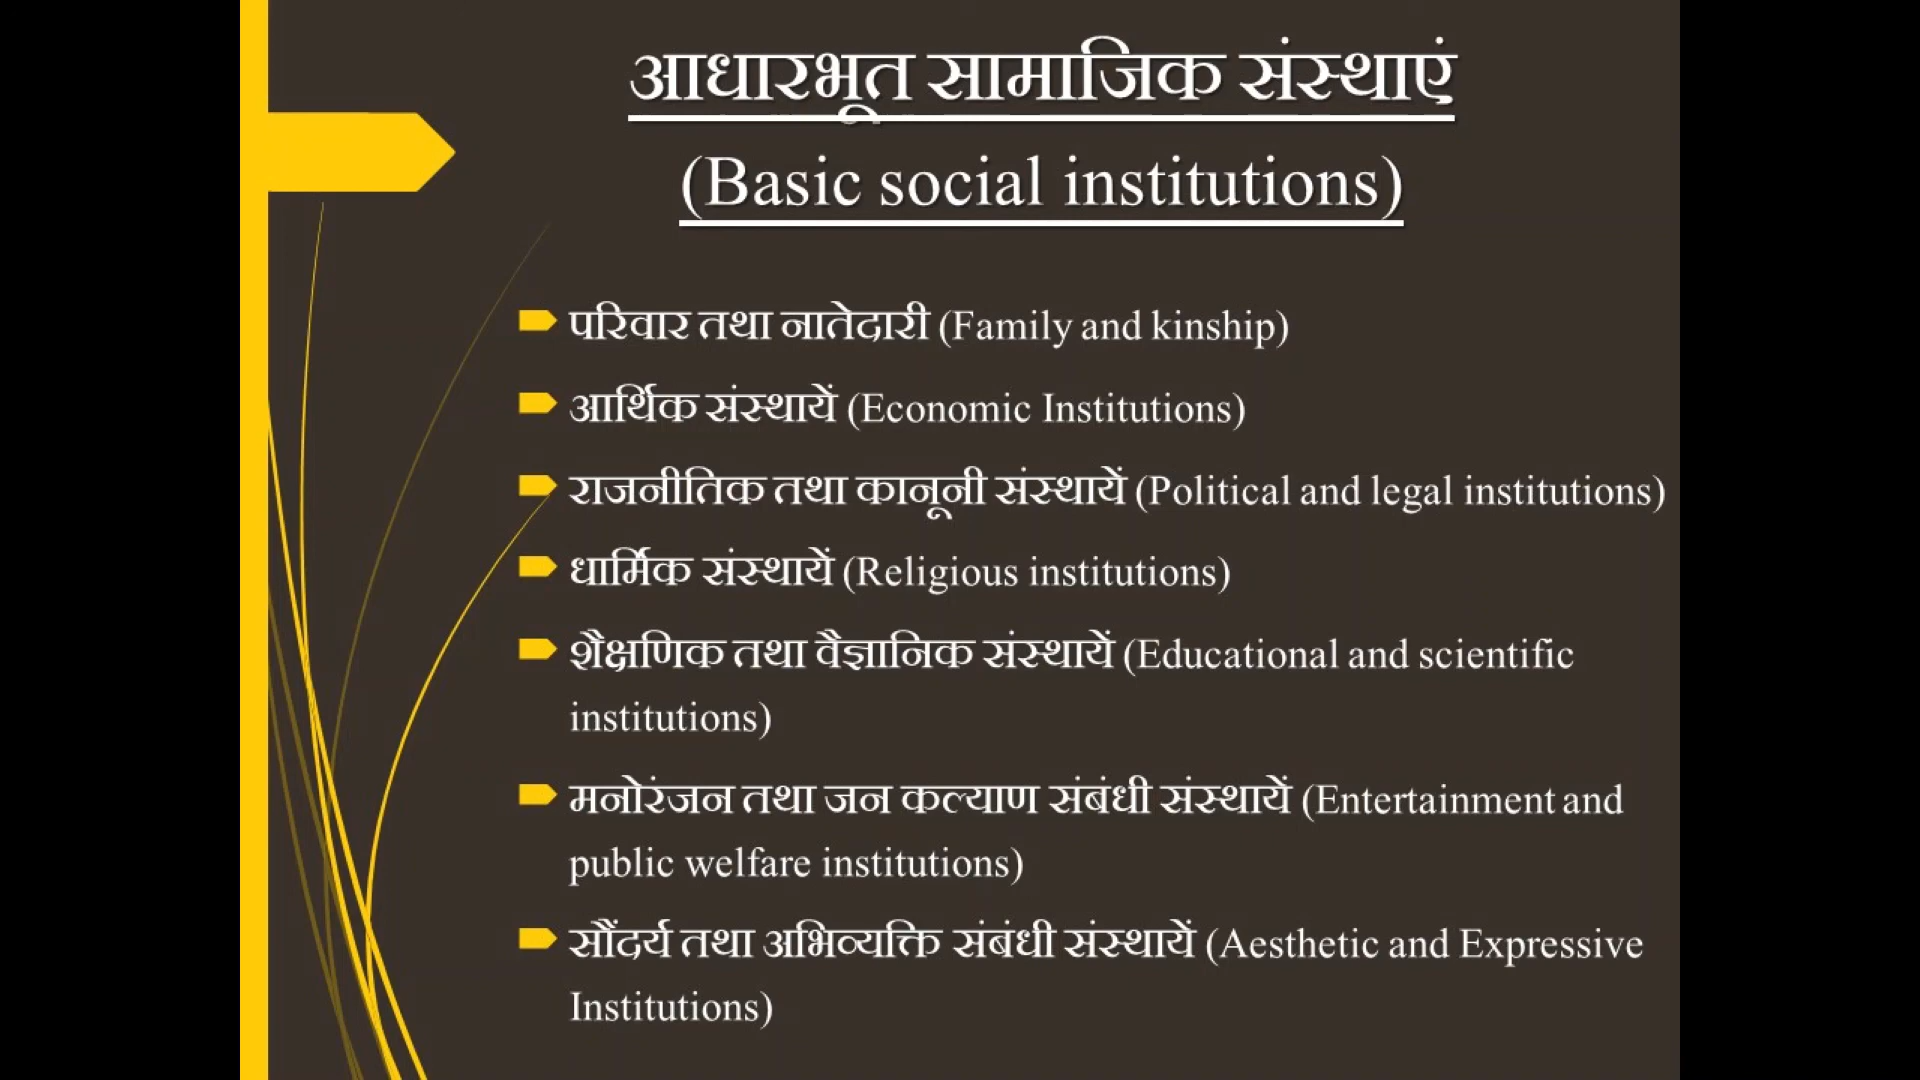 आधारभूत सामाजिक संस्थाएं
(Basic social institutions)
परिवार तथा नातेदारी (Family and kinship)
आर्थिक संस्थायें (Economic Institutions)
राजनीतिक तथा कानूनी संस्थायें (Political and legal institutions)
धार्मिक संस्थायें (Religious institutions)
शैक्षणिक तथा वैज्ञानिक संस्थायें (Educational and scientific
institutions)
मनोरंजन तथा जन कल्याण संबंधी संस्थायें (Entertainment and
public welfare institutions)
सौंदर्य तथा अभिव्यक्ति संबंधी संस्थायें (Aesthetic and Expressive
Institutions)